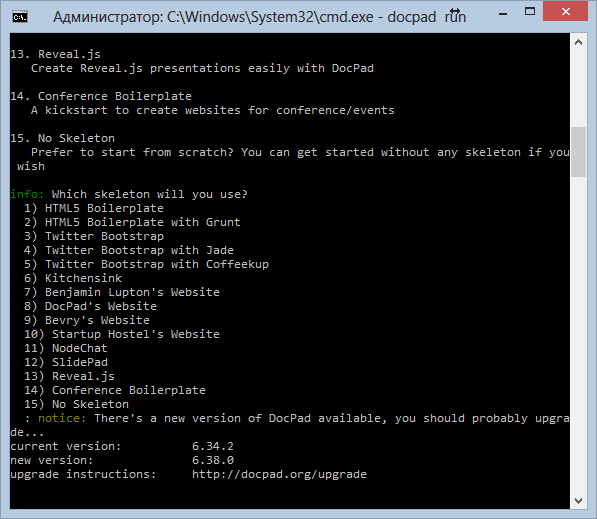 Администратор: C:\Windows\System32\cmd.exe - docpad run
13. Reveal.js
Create Reveal.js presentations easily with DocPad
14. Conference Boilerplate
A kickstart to create websites for conference/events
15. No Skeleton
Prefer to start from scratch? You can get started without any skeleton if you
wish
info: Which skeleton will you use?
1) HTML5 Boilerplate
2) HTML5 Boilerplate with Grunt
3) Twitter Bootstrap
4) Twitter Bootstrap with Jade
5) Twitter Bootstrap with Coffeekup
6) Kitchensink
7) Benjamin Lupton's Website
8) DocPad's Website
9) Bevry's Website
10) Startup Hostel's Website
11) NodeChat
12) SlidePad
13) Reveal.js
14) Conference Boilerplate
15) No Skeleton
: notice: There's a new version of DocPad available, you should probably upgra
de...
current version: 6.34.2
new version: 6.38.0
upgrade instructions: http://docpad.org/upgrade